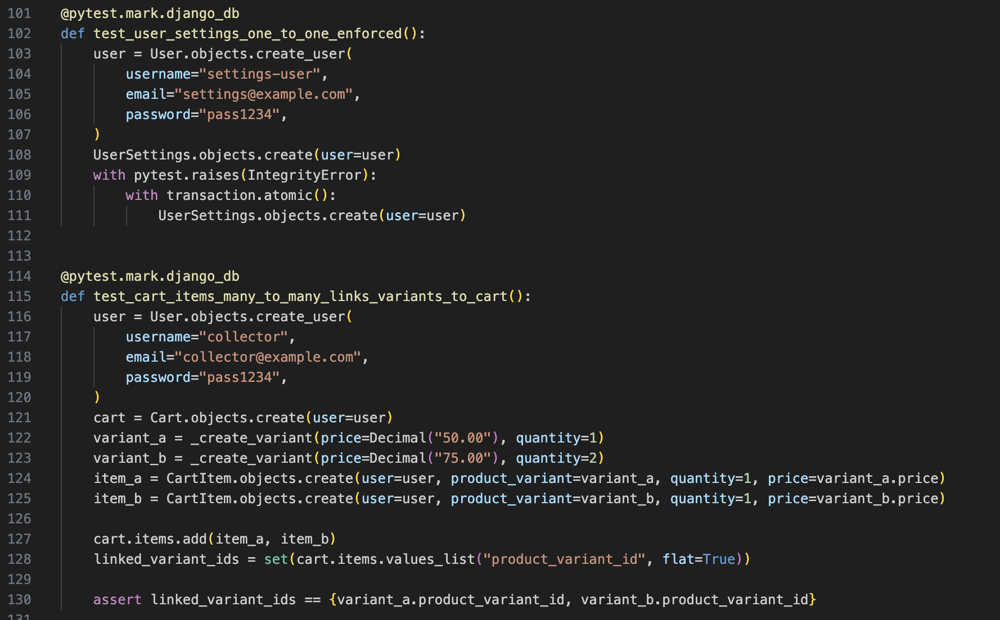 101 @pytest.mark.django_db
102 def test_user_settings_one_to_one_enforced():
103     user = User.objects.create_user(
104         username="settings-user",
105         email="settings@example.com",
106         password="pass1234",
107     )
108     UserSettings.objects.create(user=user)
109     with pytest.raises(IntegrityError):
110         with transaction.atomic():
111             UserSettings.objects.create(user=user)
112
113
114 @pytest.mark.django_db
115 def test_cart_items_many_to_many_links_variants_to_cart():
116     user = User.objects.create_user(
117         username="collector",
118         email="collector@example.com",
119         password="pass1234",
120     )
121     cart = Cart.objects.create(user=user)
122     variant_a = _create_variant(price=Decimal("50.00"), quantity=1)
123     variant_b = _create_variant(price=Decimal("75.00"), quantity=2)
124     item_a = CartItem.objects.create(user=user, product_variant=variant_a, quantity=1, price=variant_a.price)
125     item_b = CartItem.objects.create(user=user, product_variant=variant_b, quantity=1, price=variant_b.price)
126
127     cart.items.add(item_a, item_b)
128     linked_variant_ids = set(cart.items.values_list("product_variant_id", flat=True))
129
130     assert linked_variant_ids == {variant_a.product_variant_id, variant_b.product_variant_id}
131